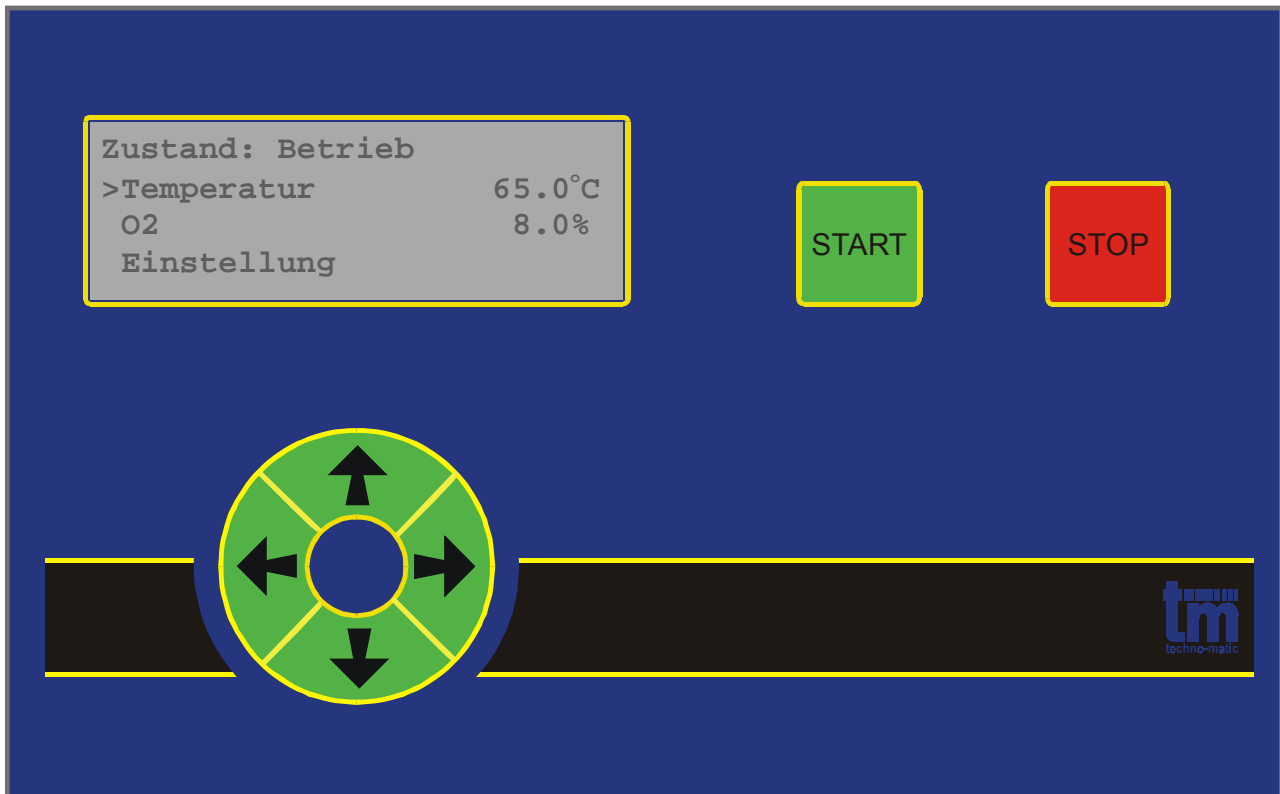 Zustand: Betrieb
>Temperatur 65.0°C
O2 8.0%
Einstellung
START
STOP
tm
techno-matic